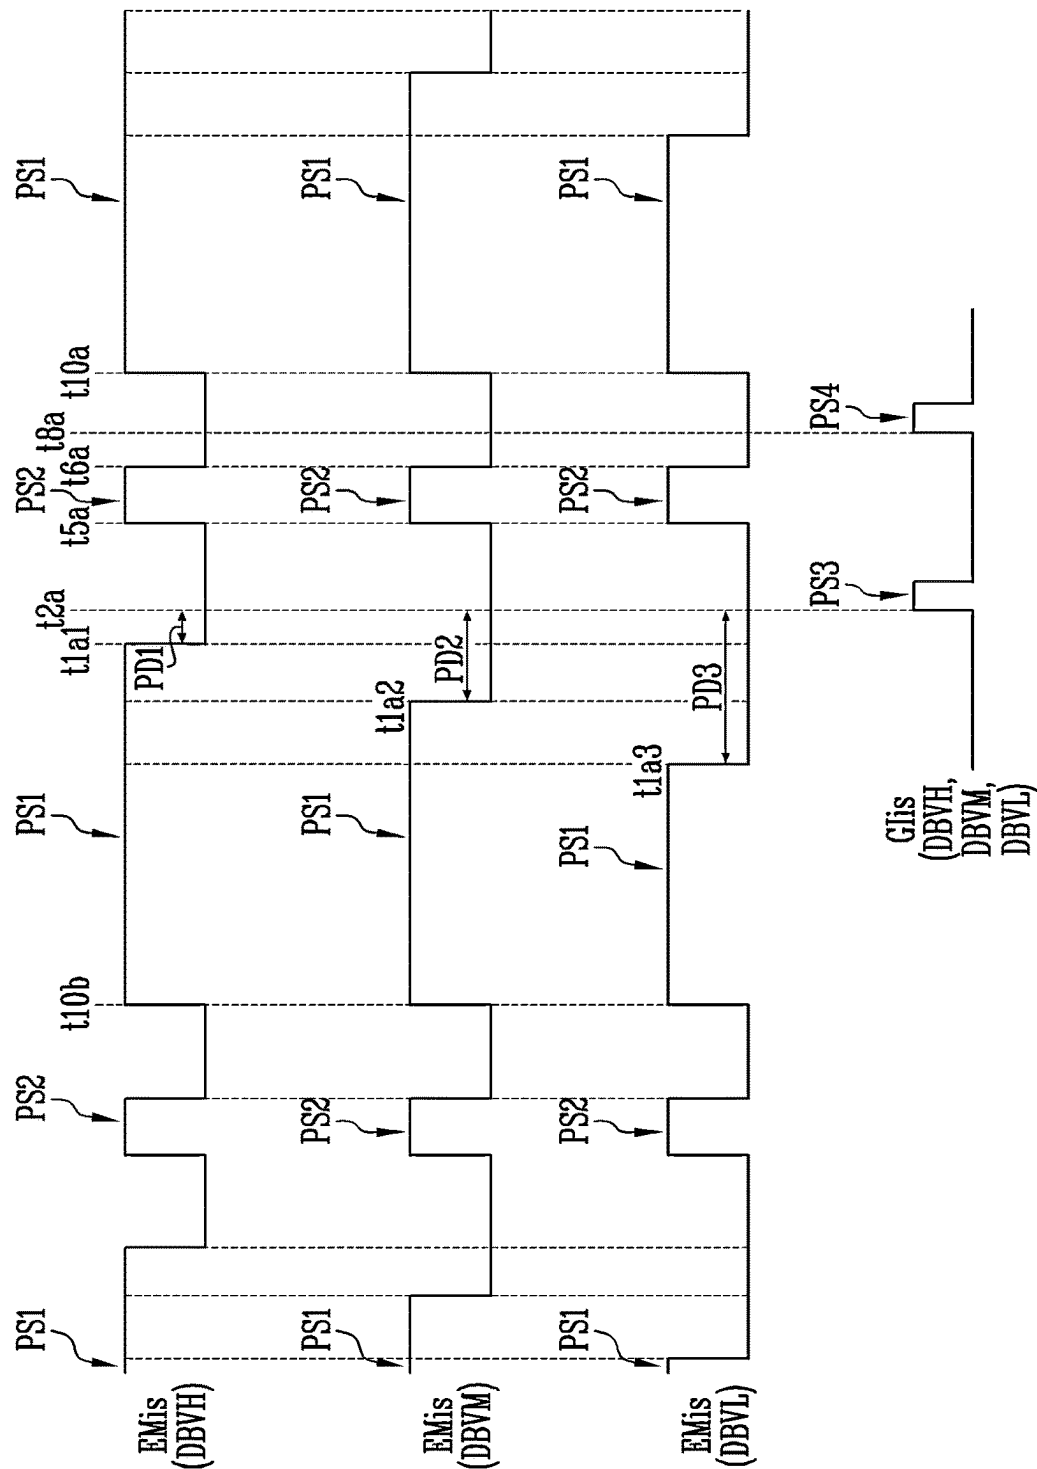 PS1 PS2 PS1 PS2 PS1
t10b t1a1 t2a t5a t6a t8a t10a
PD1
EMis
(DBVH)
PS1 PS2 PS1 PS2 PS1
t1a2
PD2
EMis
(DBVM)
PS1 PS2 PS1 PS2 PS1
t1a3
PD3
EMis
(DBVL)
PS3 PS4
GIis
(DBVH,
DBVM,
DBVL)